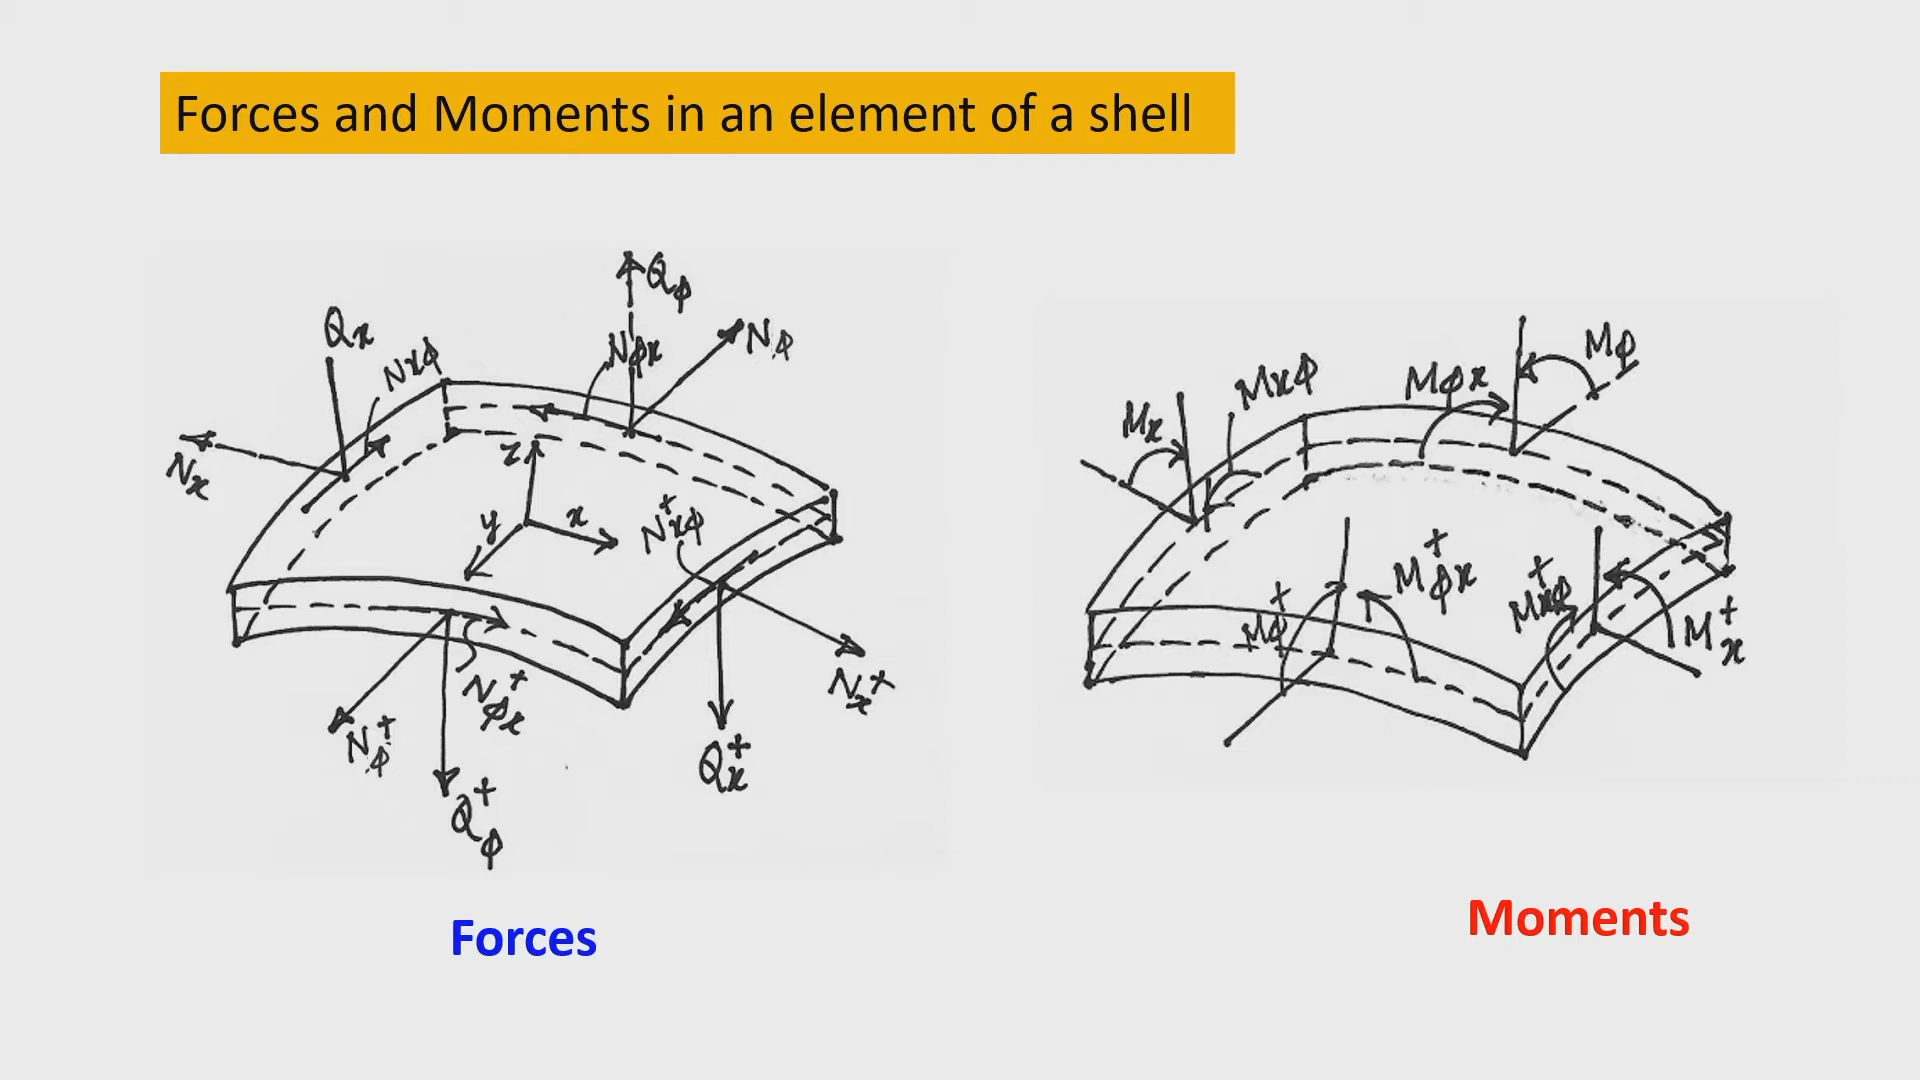 Forces and Moments in an element of a shell
Qϕ
Qx
Nxϕ
Nϕx
Nϕ
Nx
z
y
x
N⁺xϕ
Nx⁺
N⁺ϕx
N⁺ϕ
Q⁺x
Q⁺ϕ
Mϕ
Mϕx
Mxϕ
Mx
M⁺ϕx
M⁺ϕ
M⁺xϕ
M⁺x
Forces
Moments